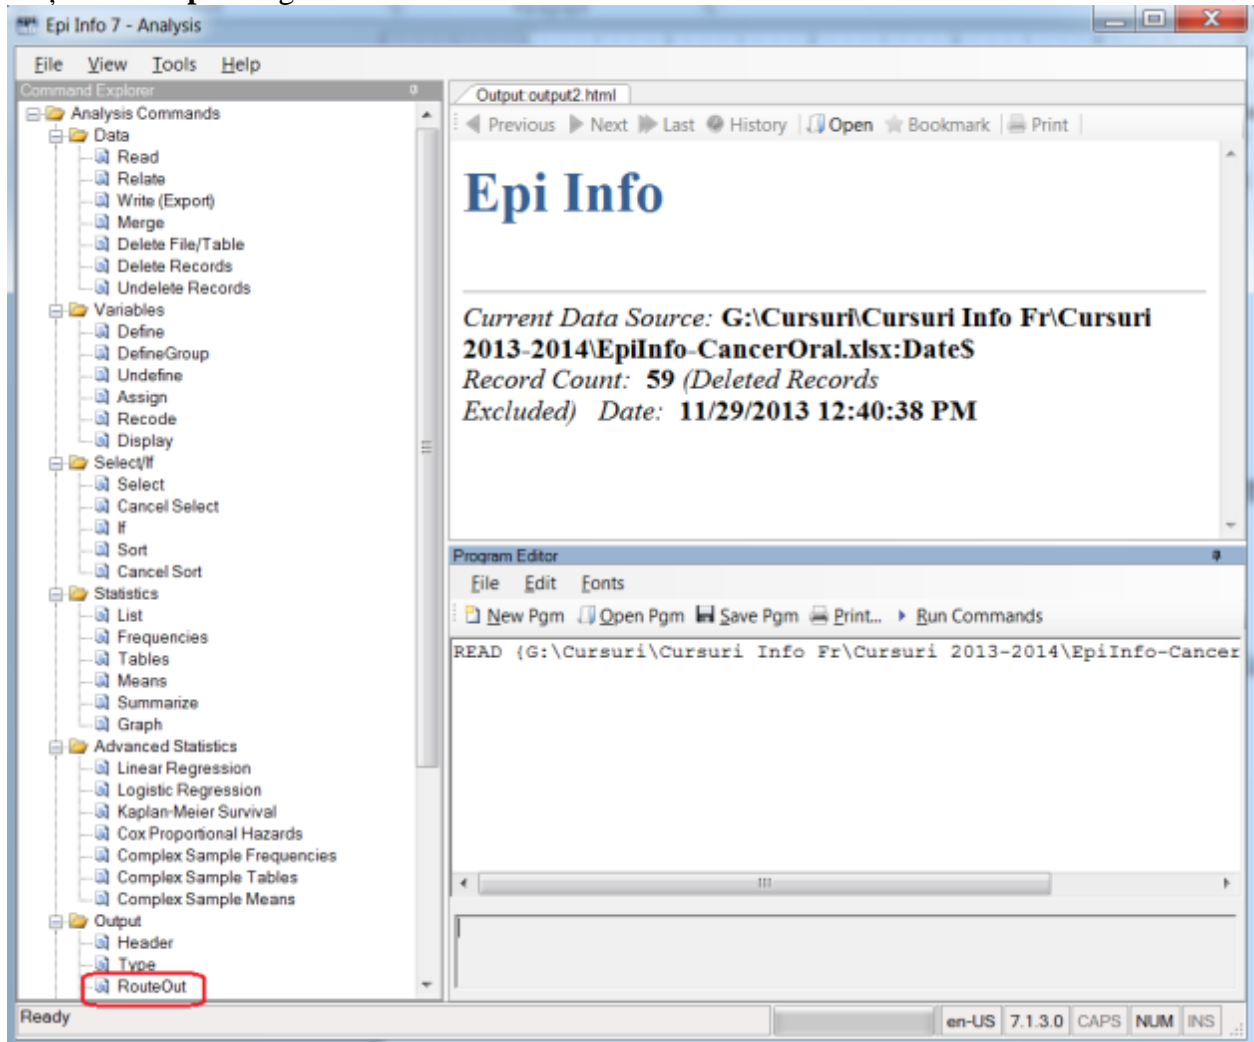 Epi Info 7 - Analysis
File View Tools Help
Command Explorer
Analysis Commands
Data
Read
Relate
Write (Export)
Merge
Delete File/Table
Delete Records
Undelete Records
Variables
Define
DefineGroup
Undefine
Assign
Recode
Display
Select/If
Select
Cancel Select
If
Sort
Cancel Sort
Statistics
List
Frequencies
Tables
Means
Summarize
Graph
Advanced Statistics
Linear Regression
Logistic Regression
Kaplan-Meier Survival
Cox Proportional Hazards
Complex Sample Frequencies
Complex Sample Tables
Complex Sample Means
Output
Header
Type
RouteOut
Output:output2.html
Previous Next Last History Open Bookmark Print
Epi Info
Current Data Source: G:\Cursuri\Cursuri Info Fr\Cursuri
2013-2014\EpiInfo-CancerOral.xlsx:Date$
Record Count: 59 (Deleted Records
Excluded) Date: 11/29/2013 12:40:38 PM
Program Editor
File Edit Fonts
New Pgm Open Pgm Save Pgm Print... Run Commands
READ {G:\Cursuri\Cursuri Info Fr\Cursuri 2013-2014\EpiInfo-Cancer
Ready
en-US 7.1.3.0 CAPS NUM INS